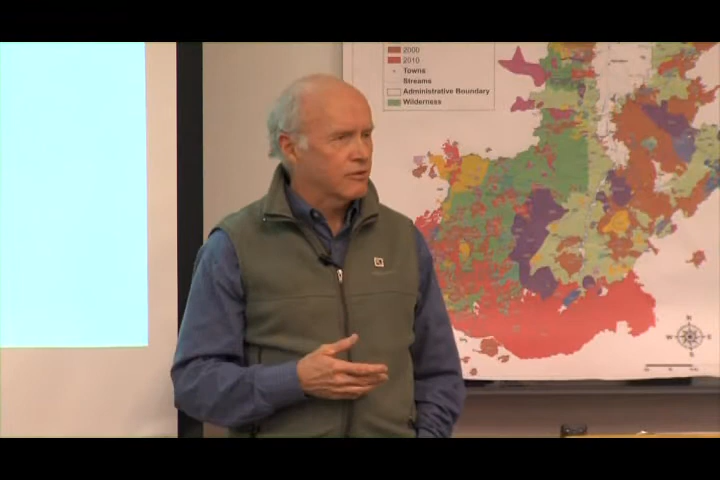 2000
2010
Towns
Streams
Administrative Boundary
Wilderness
N
W
E
S